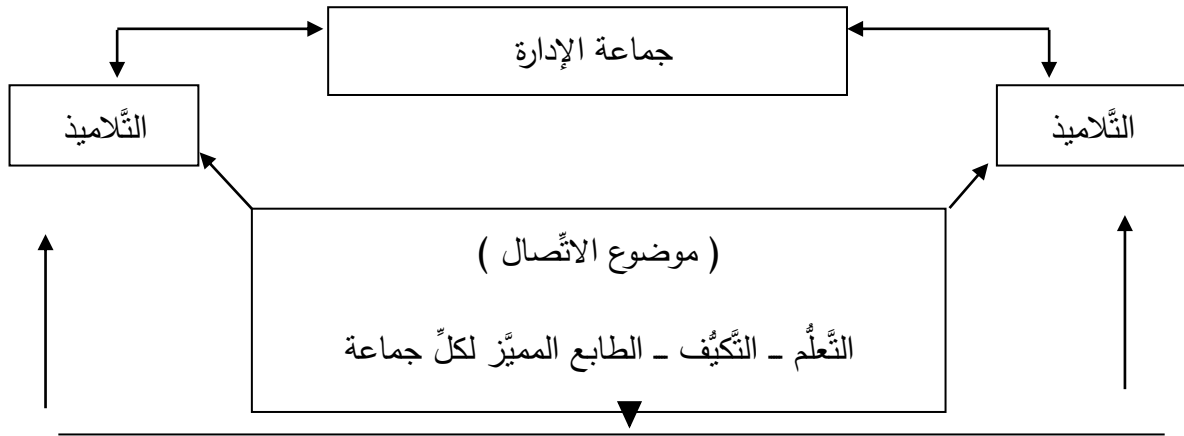 جماعة الإدارة
التَّلاميذ
التَّلاميذ
( موضوع الاتِّصال )
التَّعلُّم – التَّكيُّف – الطابع المميَّز لكلِّ جماعة